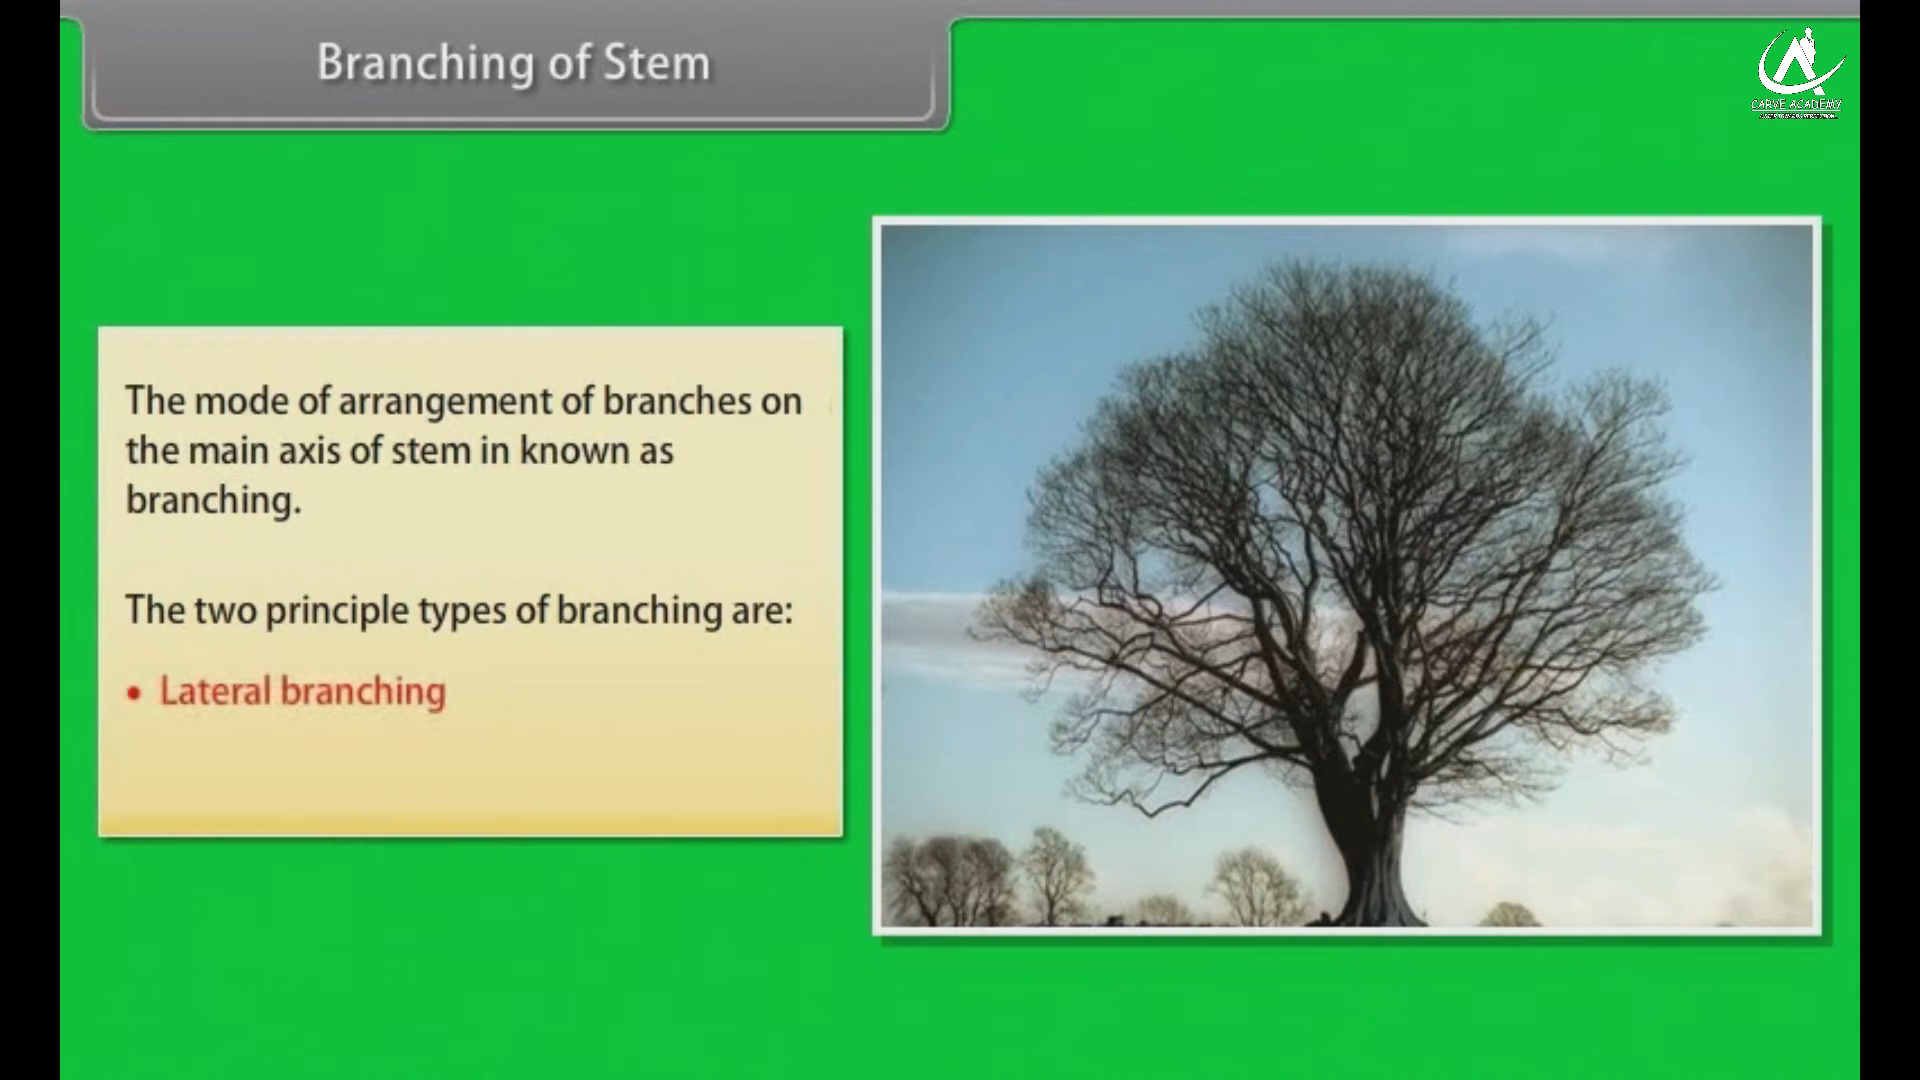 Branching of Stem
CARVE ACADEMY
The mode of arrangement of branches on
the main axis of stem in known as
branching.
The two principle types of branching are:
• Lateral branching